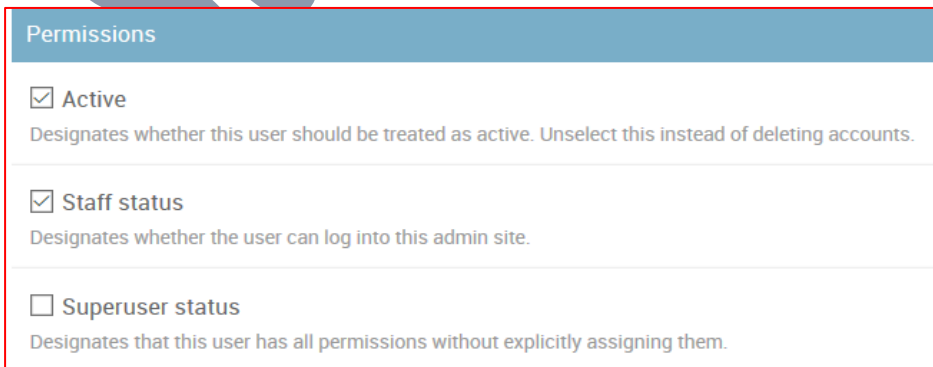 Permissions
Active
Designates whether this user should be treated as active. Unselect this instead of deleting accounts.
Staff status
Designates whether the user can log into this admin site.
Superuser status
Designates that this user has all permissions without explicitly assigning them.